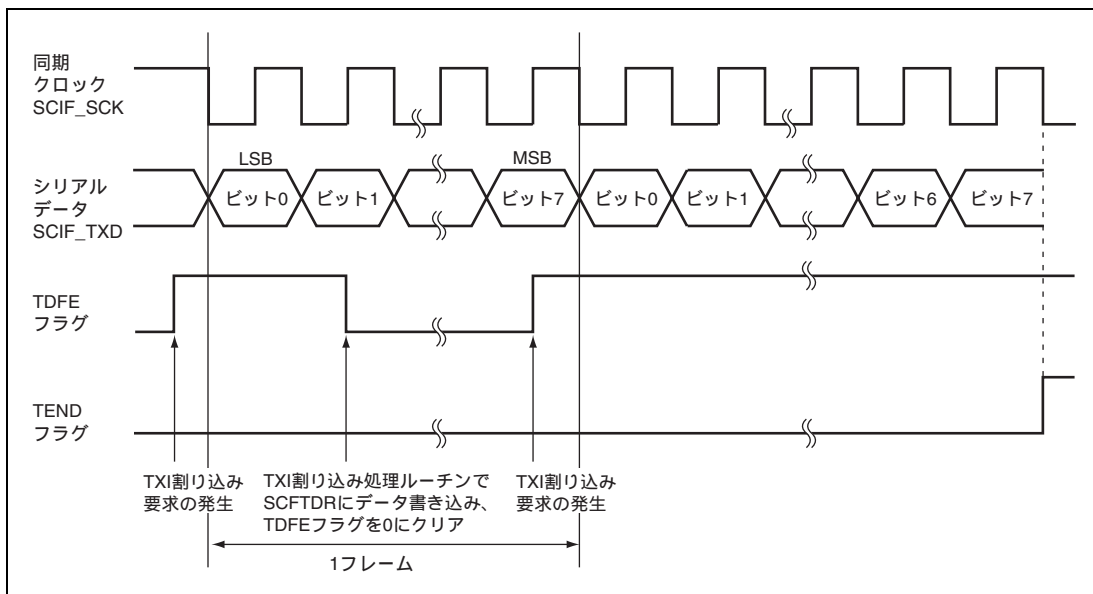 同期
クロック
SCIF_SCK
LSB
MSB
シリアル
データ
SCIF_TXD
ビット0
ビット1
ビット7
ビット0
ビット1
ビット6
ビット7
TDFE
フラグ
TEND
フラグ
TXI割り込み
要求の発生
TXI割り込み処理ルーチンで
SCFTDRにデータ書き込み、
TDFEフラグを0にクリア
TXI割り込み
要求の発生
1フレーム